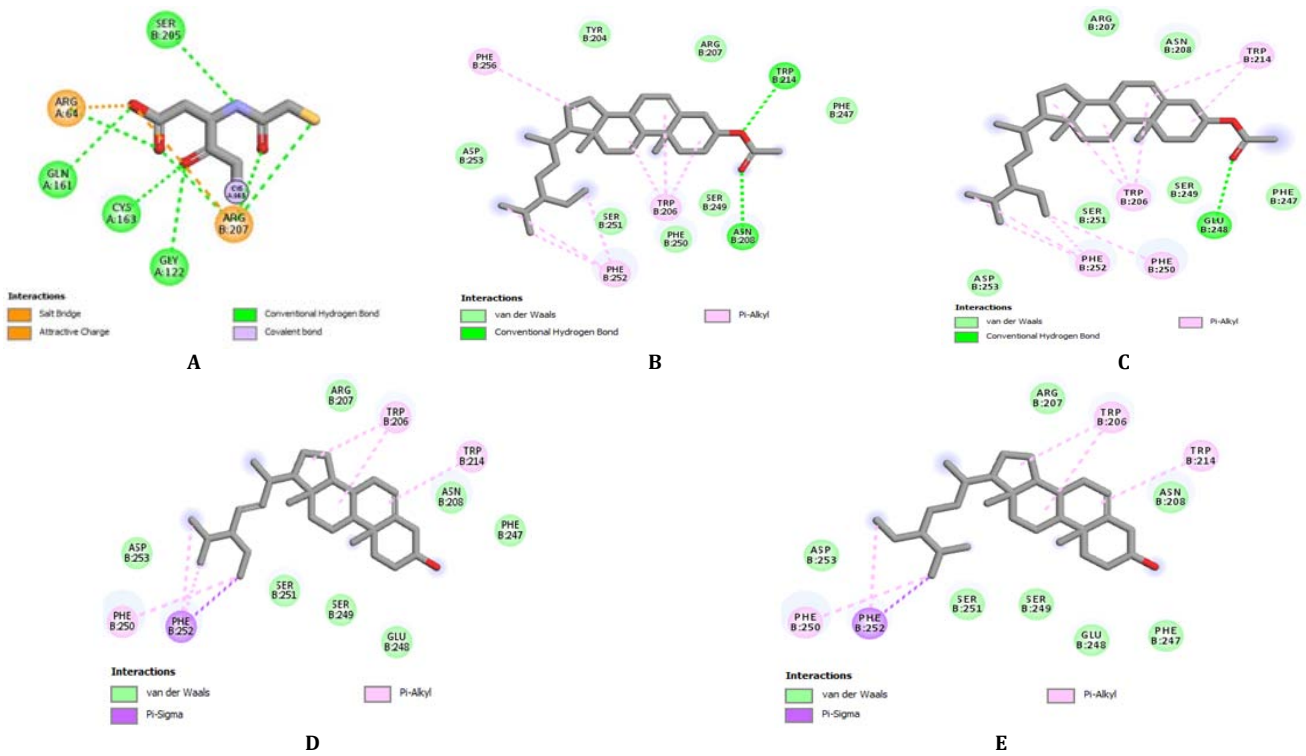 SER
B:205
ARG
A:64
GLN
A:161
CYS
A:163
GLY
A:122
CYS
ARG
B:207
Interactions
Salt Bridge
Attractive Charge
Conventional Hydrogen Bond
Covalent bond
A
TYR
B:204
ARG
B:207
PHE
B:256
TRP
B:214
PHE
B:247
ASP
B:253
TRP
B:206
SER
B:249
SER
B:251
PHE
B:250
ASN
B:208
PHE
B:252
Interactions
van der Waals
Conventional Hydrogen Bond
Pi-Alkyl
B
ARG
B:207
ASN
B:208
TRP
B:214
TRP
B:206
SER
B:249
PHE
B:247
SER
B:251
GLU
B:248
PHE
B:252
PHE
B:250
ASP
B:253
Interactions
van der Waals
Conventional Hydrogen Bond
Pi-Alkyl
C
ARG
B:207
TRP
B:206
TRP
B:214
ASN
B:208
PHE
B:247
ASP
B:253
SER
B:251
SER
B:249
PHE
B:250
PHE
B:252
GLU
B:248
Interactions
van der Waals
Pi-Sigma
Pi-Alkyl
D
ARG
B:207
TRP
B:206
TRP
B:214
ASN
B:208
ASP
B:253
SER
B:251
SER
B:249
PHE
B:250
PHE
B:252
GLU
B:248
PHE
B:247
Interactions
van der Waals
Pi-Sigma
Pi-Alkyl
E